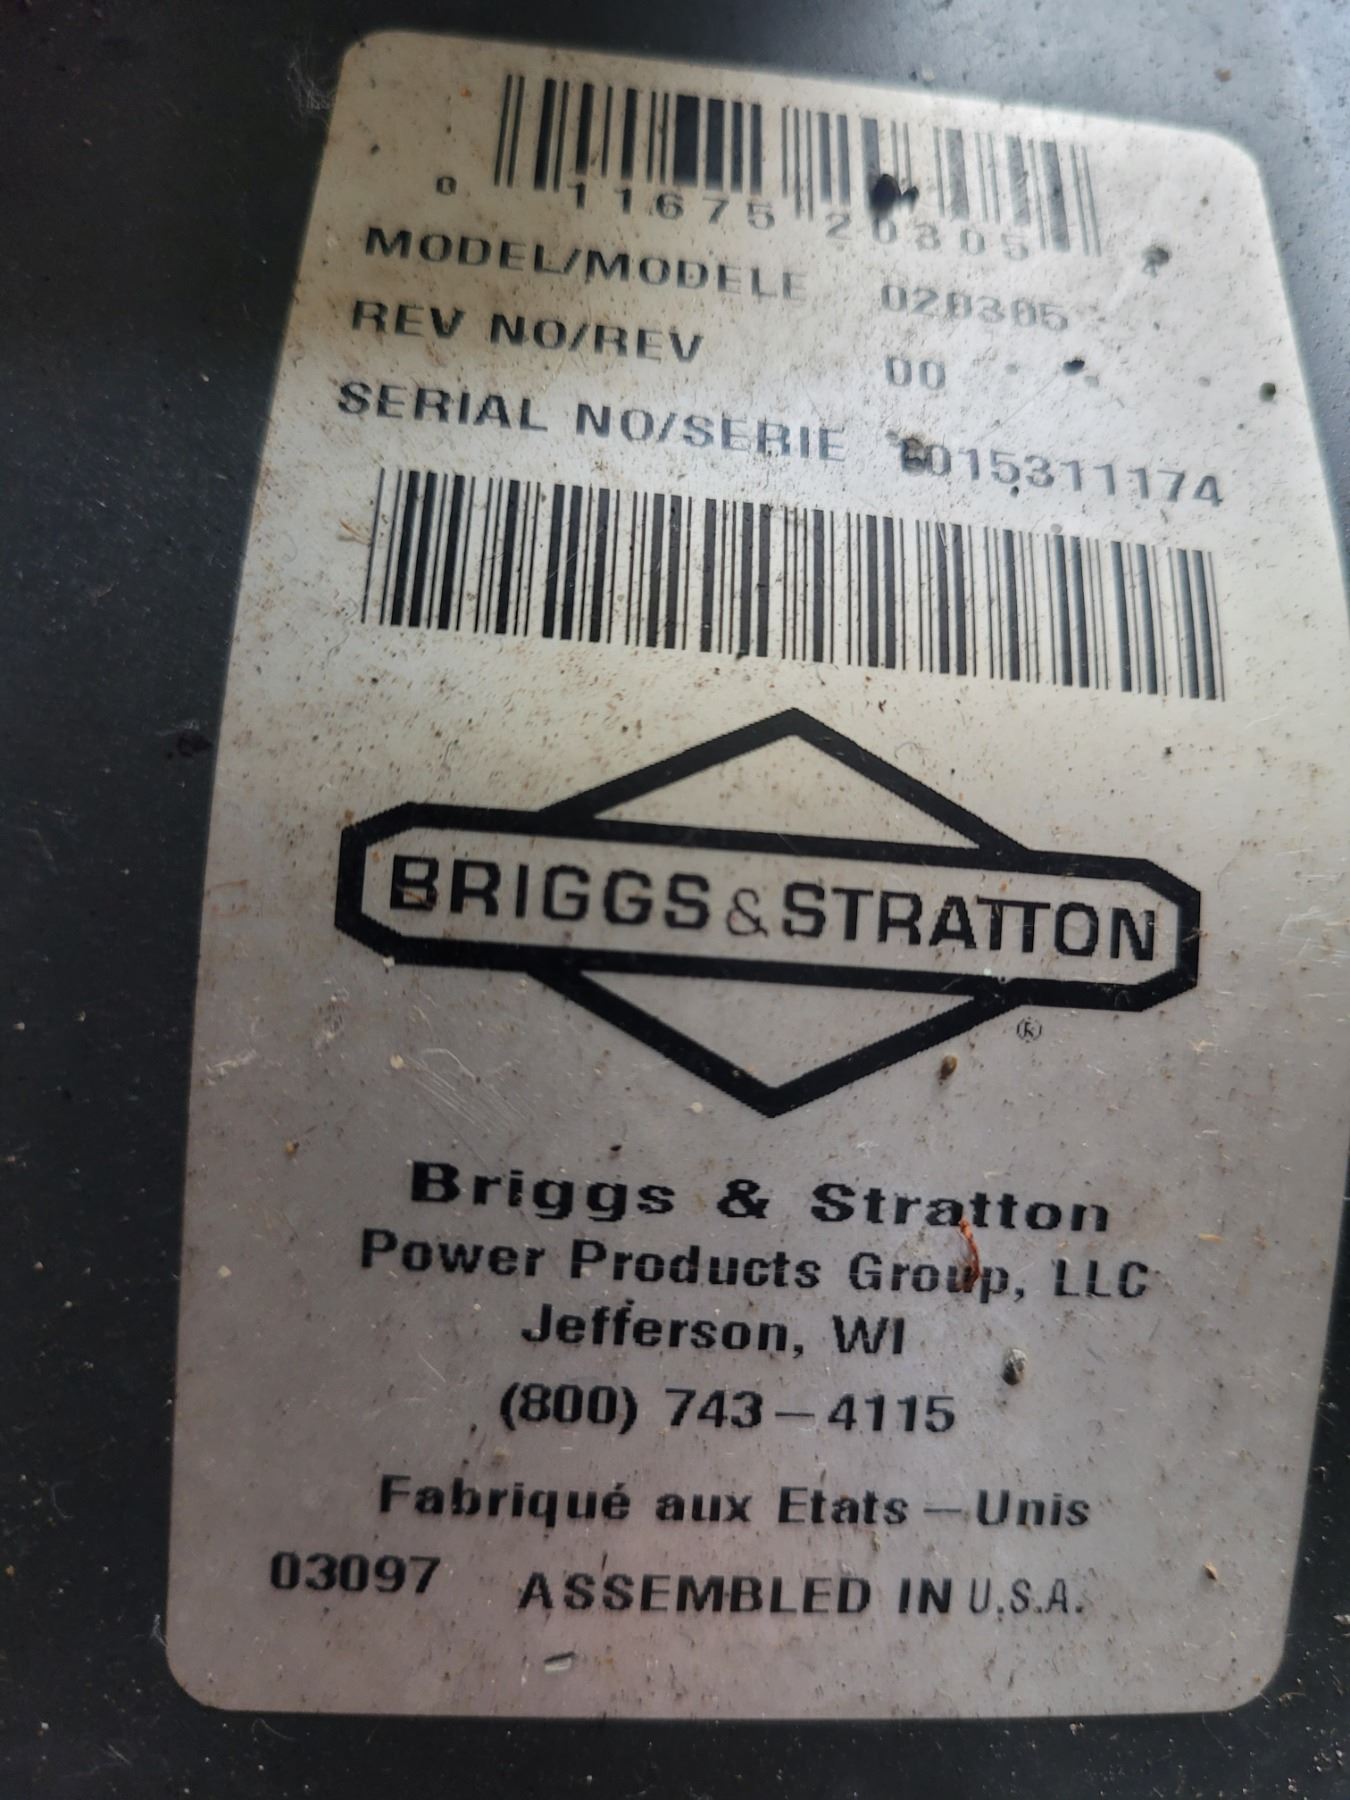 0 11675 20305
MODEL/MODELE 020305
REV NO/REV 00
SERIAL NO/SERIE
BRIGGS & STRATTON
®
Briggs & Stratton
Power Products Group, LLC
Jefferson, WI
(800) 743-4115
Fabriqué aux Etats-Unis
03097 ASSEMBLED IN U.S.A.